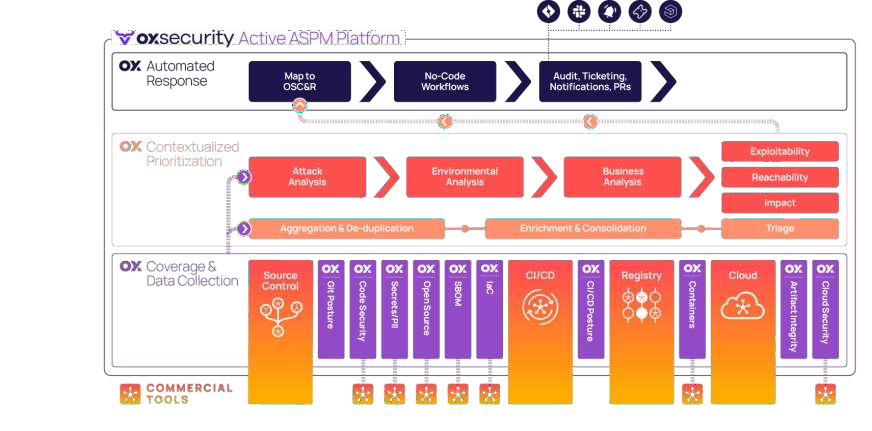 oxsecurity Active ASPM Platform
OX Automated
Response
Map to
OSC&R
No-Code
Workflows
Audit, Ticketing,
Notifications, PRs
OX Contextualized
Prioritization
Attack
Analysis
Environmental
Analysis
Business
Analysis
Exploitability
Reachability
Impact
Aggregation & De-duplication
Enrichment & Consolidation
Triage
OX Coverage &
Data Collection
Source
Control
OX Git Posture
OX Code Security
OX Secrets/PII
OX Open Source
OX SBOM
OX IaC
CI/CD
OX CI/CD Posture
Registry
OX Containers
Cloud
OX Artifact Integrity
OX Cloud Security
COMMERCIAL
TOOLS